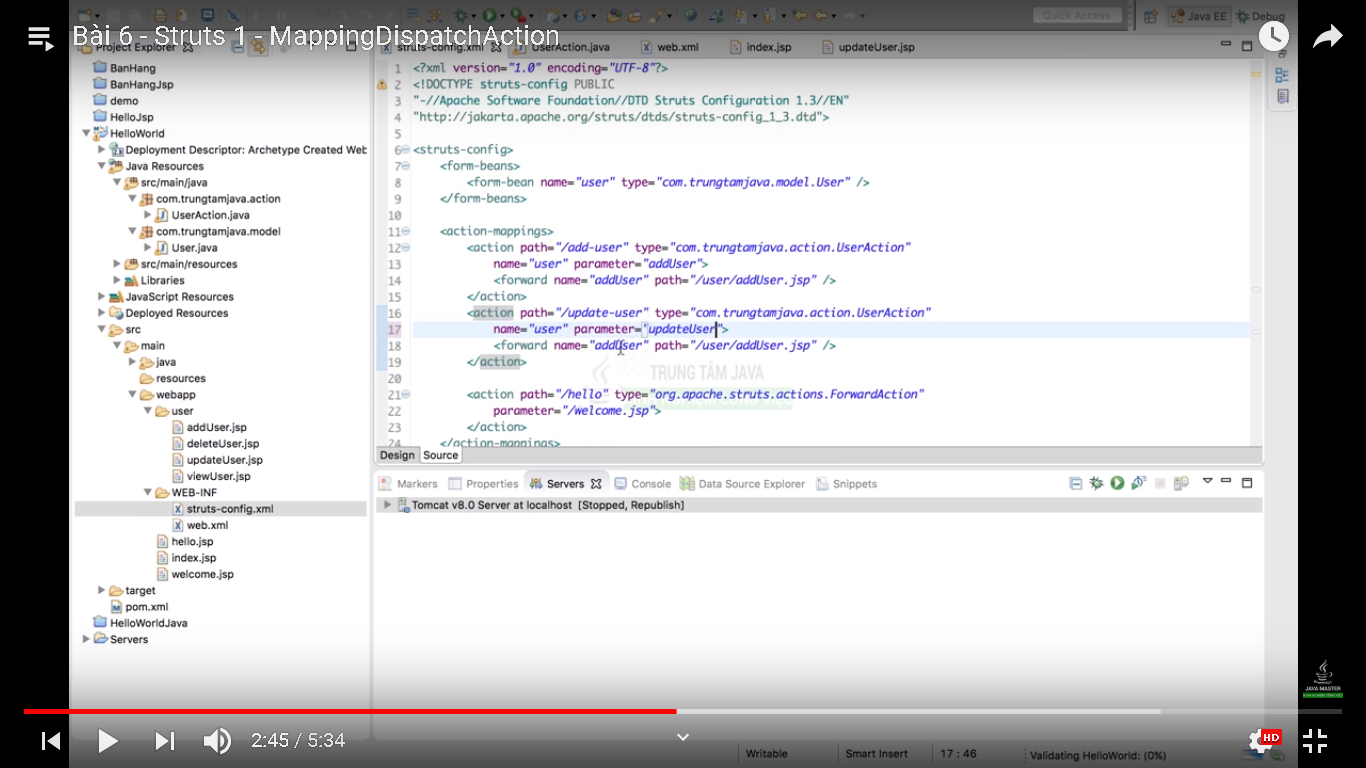 Bài 6 - Struts 1 - MappingDispatchAction
Quick Access
Java EE
Debug
Project Explorer
struts-config.xml
UserAction.java
web.xml
index.jsp
updateUser.jsp
BanHang
BanHangJsp
demo
HelloJsp
HelloWorld
Deployment Descriptor: Archetype Created Web
Java Resources
src/main/java
com.trungtamjava.action
UserAction.java
com.trungtamjava.model
User.java
src/main/resources
Libraries
JavaScript Resources
Deployed Resources
src
main
java
resources
webapp
user
addUser.jsp
deleteUser.jsp
updateUser.jsp
viewUser.jsp
WEB-INF
struts-config.xml
web.xml
hello.jsp
index.jsp
welcome.jsp
target
pom.xml
HelloWorldJava
Servers
1 <?xml version="1.0" encoding="UTF-8"?>
2 <!DOCTYPE struts-config PUBLIC
3 "-//Apache Software Foundation//DTD Struts Configuration 1.3//EN"
4 "http://jakarta.apache.org/struts/dtds/struts-config_1_3.dtd">
5
6 <struts-config>
7 <form-beans>
8 <form-bean name="user" type="com.trungtamjava.model.User" />
9 </form-beans>
10
11 <action-mappings>
12 <action path="/add-user" type="com.trungtamjava.action.UserAction"
13 name="user" parameter="addUser">
14 <forward name="addUser" path="/user/addUser.jsp" />
15 </action>
16 <action path="/update-user" type="com.trungtamjava.action.UserAction"
17 name="user" parameter="updateUser">
18 <forward name="addUser" path="/user/addUser.jsp" />
19 </action>
20
21 <action path="/hello" type="org.apache.struts.actions.ForwardAction"
22 parameter="/welcome.jsp">
23 </action>
24 </action-mappings>
TRUNG TÂM JAVA
Design
Source
Markers
Properties
Servers
Console
Data Source Explorer
Snippets
Tomcat v8.0 Server at localhost [Stopped, Republish]
JAVA MASTER
2:45 / 5:34
HD
Writable
Smart Insert
17 : 46
Validating HelloWorld: (0%)